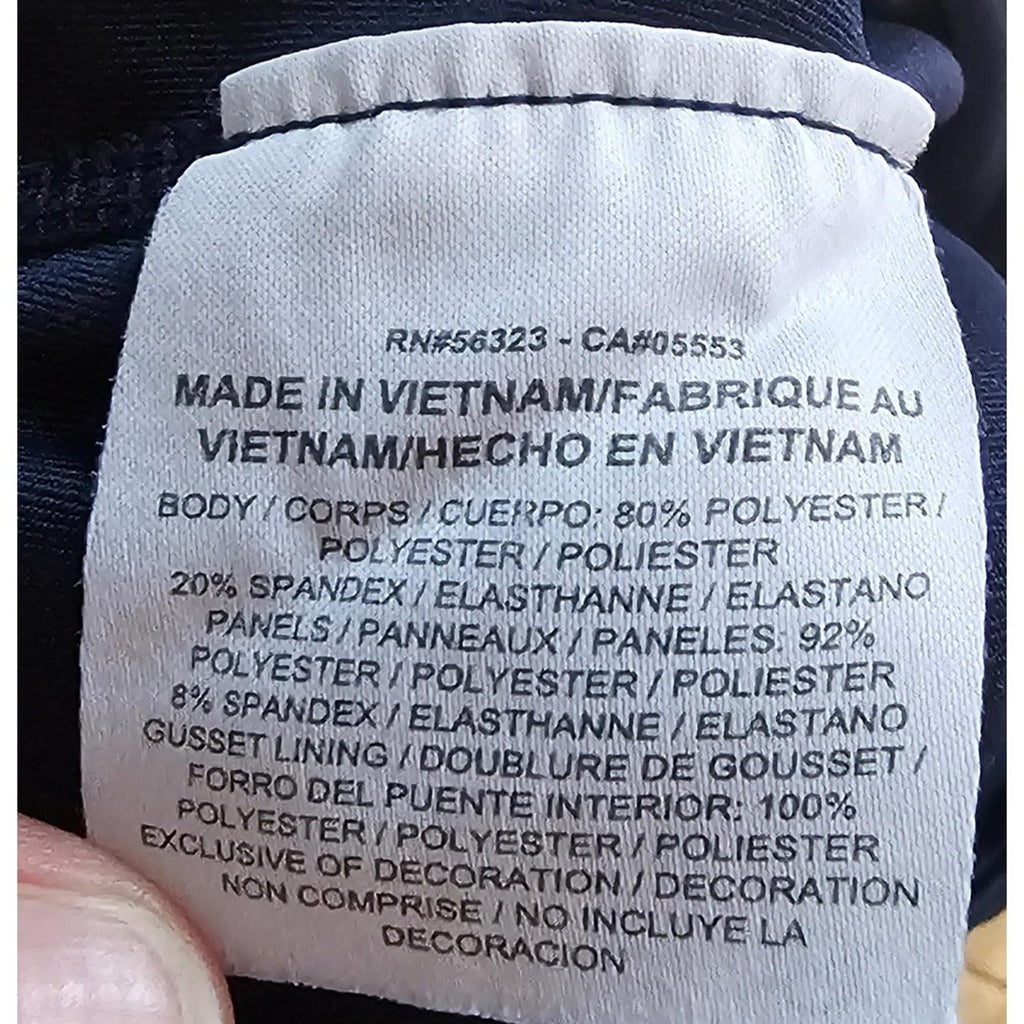 RN#56323 - CA#05553
MADE IN VIETNAM/FABRIQUE AU
VIETNAM/HECHO EN VIETNAM
BODY / CORPS / CUERPO: 80% POLYESTER /
POLYESTER / POLIESTER
20% SPANDEX / ELASTHANNE / ELASTANO
PANELS / PANNEAUX / PANELES: 92%
POLYESTER / POLYESTER / POLIESTER
8% SPANDEX / ELASTHANNE / ELASTANO
GUSSET LINING / DOUBLURE DE GOUSSET /
FORRO DEL PUENTE INTERIOR: 100%
POLYESTER / POLYESTER / POLIESTER
EXCLUSIVE OF DECORATION / DECORATION
NON COMPRISE / NO INCLUYE LA
DECORACION